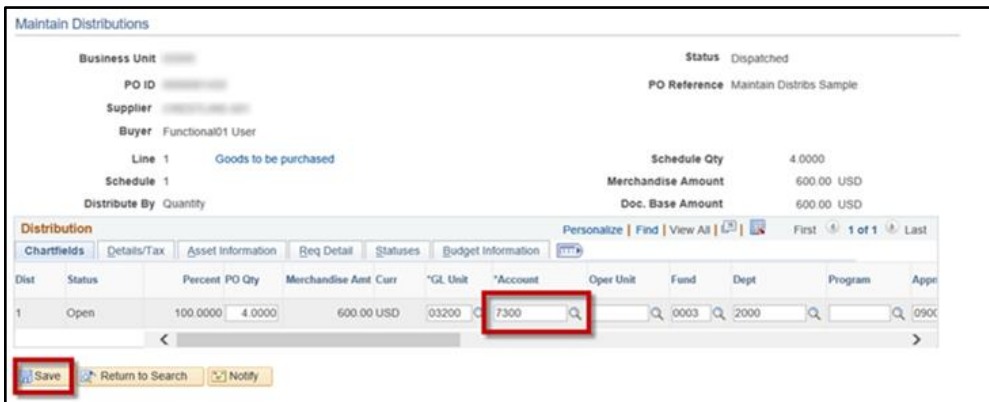 Maintain Distributions
Business Unit
Status Dispatched
PO ID
PO Reference Maintain Distribs Sample
Supplier
Buyer Functional01 User
Line 1 Goods to be purchased
Schedule Qty 4.0000
Schedule 1
Merchandise Amount 600.00 USD
Distribute By Quantity
Doc. Base Amount 600.00 USD
Distribution
Personalize | Find | View All | First 1 of 1 Last
Chartfields Details/Tax Asset Information Req Detail Statuses Budget Information
Dist Status Percent PO Qty Merchandise Amt Curr *GL Unit *Account Oper Unit Fund Dept Program Appr
1 Open 100.0000 4.0000 600.00 USD 03200 7300 0003 2000 0900
Save Return to Search Notify